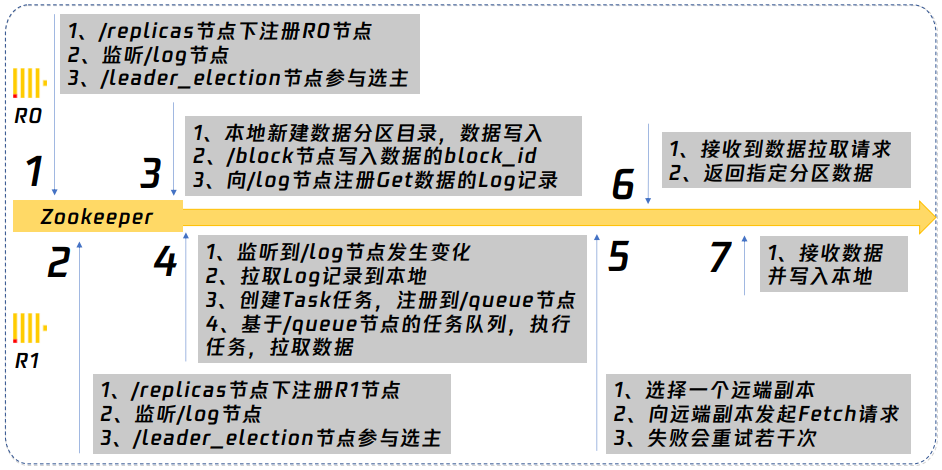 1、/replicas节点下注册R0节点
2、监听/log节点
3、/leader_election节点参与选主
R0
1
3
1、本地新建数据分区目录，数据写入
2、/block节点写入数据的block_id
3、向/log节点注册Get数据的Log记录
6
1、接收到数据拉取请求
2、返回指定分区数据
Zookeeper
2
4
1、监听到/log节点发生变化
2、拉取Log记录到本地
3、创建Task任务，注册到/queue节点
4、基于/queue节点的任务队列，执行
任务，拉取数据
5
7
1、接收数据
并写入本地
R1
1、/replicas节点下注册R1节点
2、监听/log节点
3、/leader_election节点参与选主
1、选择一个远端副本
2、向远端副本发起Fetch请求
3、失败会重试若干次